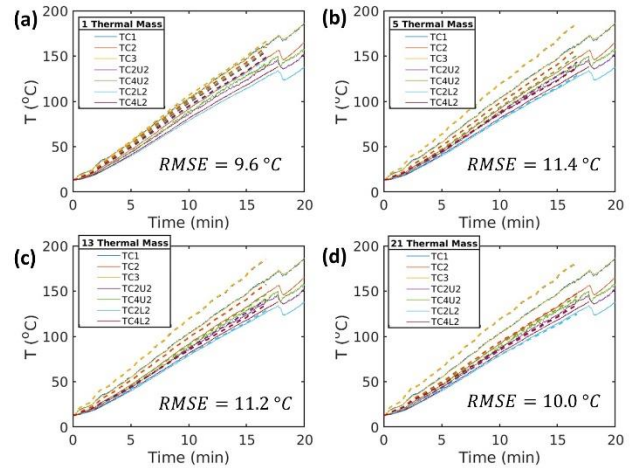 (a)
1 Thermal Mass
TC1
TC2
TC3
TC2U2
TC4U2
TC2L2
TC4L2
RMSE = 9.6 °C
T (°C)
0
50
100
150
200
0 5 10 15 20
Time (min)
(b)
5 Thermal Mass
TC1
TC2
TC3
TC2U2
TC4U2
TC2L2
TC4L2
RMSE = 11.4 °C
T (°C)
0
50
100
150
200
0 5 10 15 20
Time (min)
(c)
13 Thermal Mass
TC1
TC2
TC3
TC2U2
TC4U2
TC2L2
TC4L2
RMSE = 11.2 °C
T (°C)
0
50
100
150
200
0 5 10 15 20
Time (min)
(d)
21 Thermal Mass
TC1
TC2
TC3
TC2U2
TC4U2
TC2L2
TC4L2
RMSE = 10.0 °C
T (°C)
0
50
100
150
200
0 5 10 15 20
Time (min)